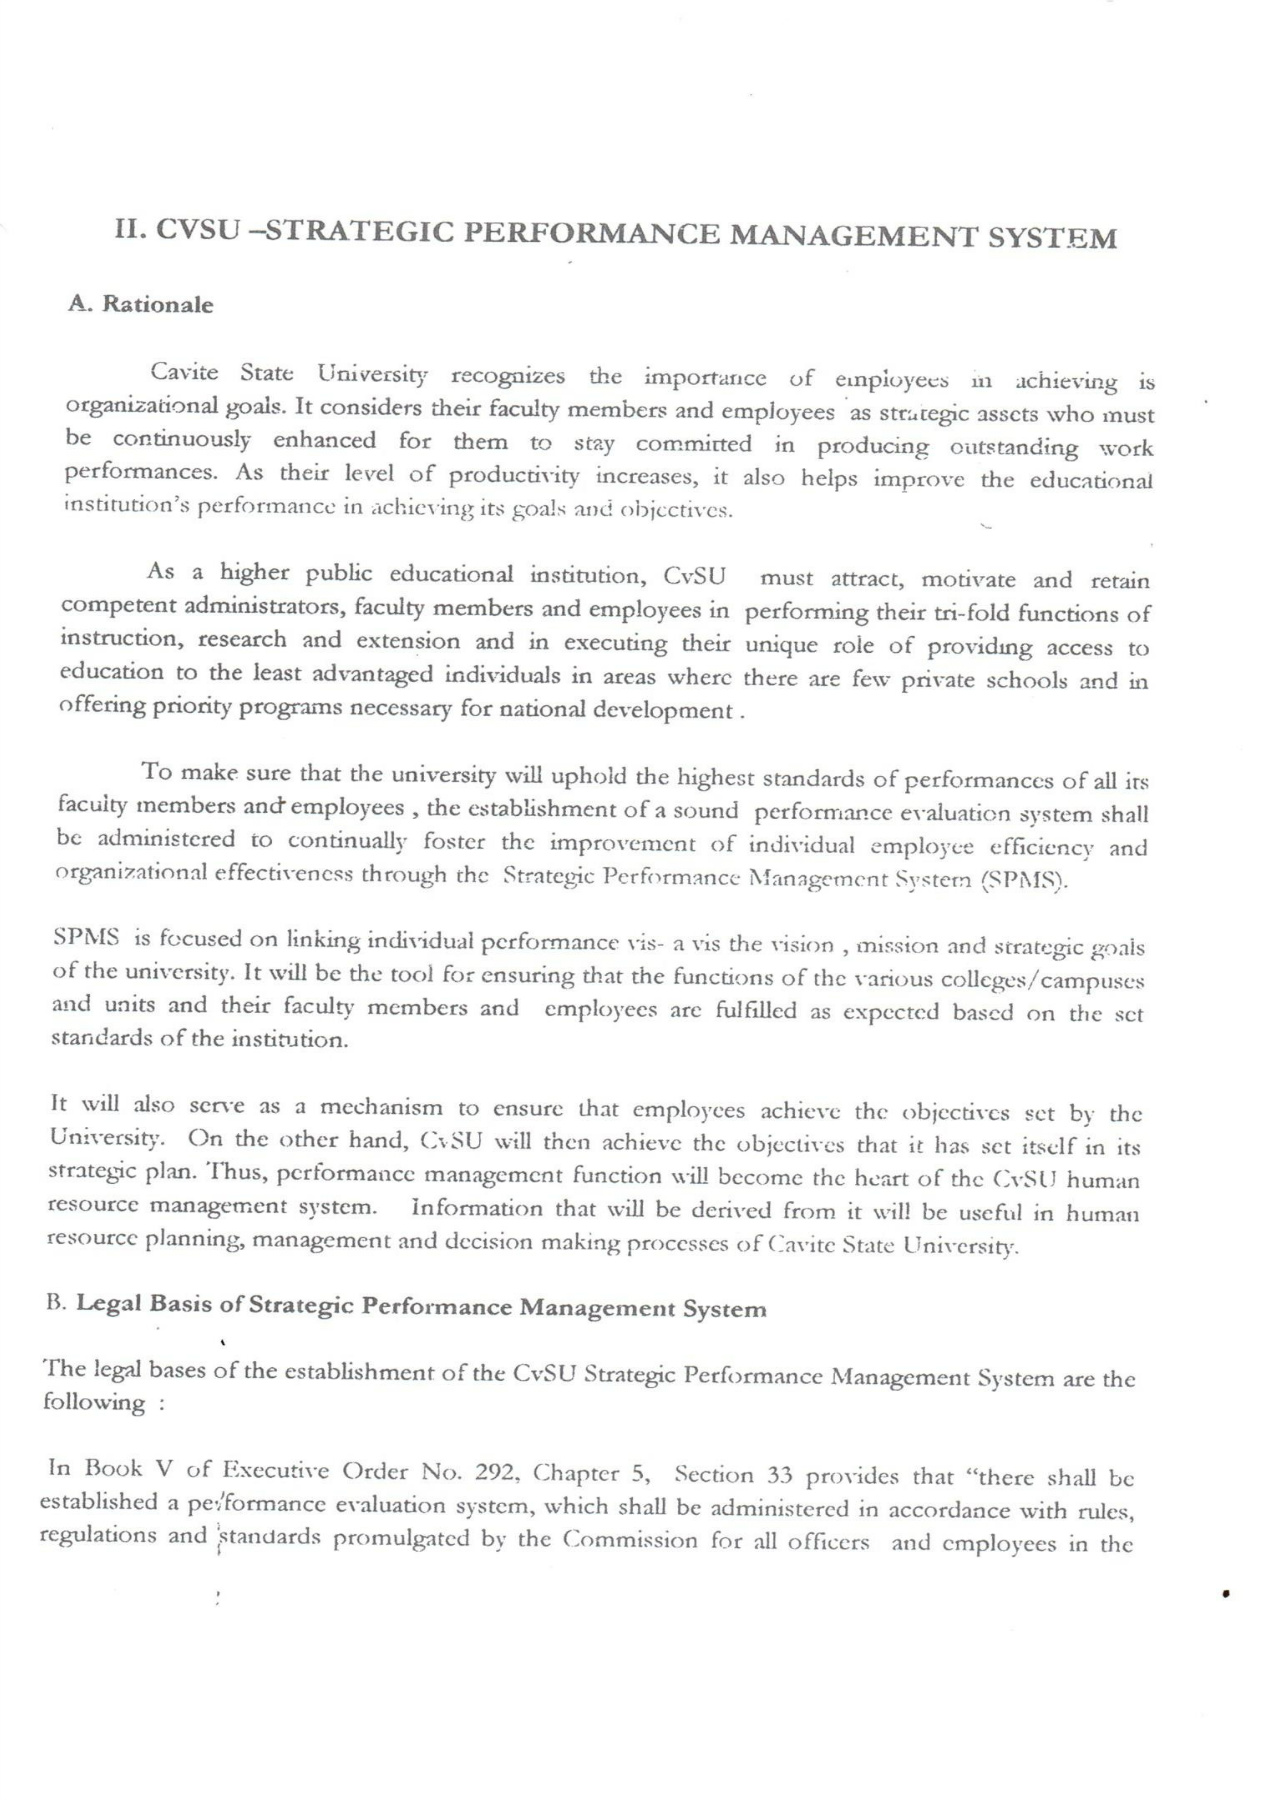 II. CVSU –STRATEGIC PERFORMANCE MANAGEMENT SYSTEM
A. Rationale
Cavite State University recognizes the importance of employees in achieving is
organizational goals. It considers their faculty members and employees as strategic assets who must
be continuously enhanced for them to stay committed in producing outstanding work
performances. As their level of productivity increases, it also helps improve the educational
institution's performance in achieving its goals and objectives.
As a higher public educational institution, CvSU must attract, motivate and retain
competent administrators, faculty members and employees in performing their tri-fold functions of
instruction, research and extension and in executing their unique role of providing access to
education to the least advantaged individuals in areas where there are few private schools and in
offering priority programs necessary for national development .
To make sure that the university will uphold the highest standards of performances of all its
faculty members and employees , the establishment of a sound performance evaluation system shall
be administered to continually foster the improvement of individual employee efficiency and
organizational effectiveness through the Strategic Performance Management System (SPMS).
SPMS is focused on linking individual performance vis- a vis the vision , mission and strategic goals
of the university. It will be the tool for ensuring that the functions of the various colleges/campuses
and units and their faculty members and employees are fulfilled as expected based on the set
standards of the institution.
It will also serve as a mechanism to ensure that employees achieve the objectives set by the
University. On the other hand, CvSU will then achieve the objectives that it has set itself in its
strategic plan. Thus, performance management function will become the heart of the CvSU human
resource management system. Information that will be derived from it will be useful in human
resource planning, management and decision making processes of Cavite State University.
B. Legal Basis of Strategic Performance Management System
The legal bases of the establishment of the CvSU Strategic Performance Management System are the
following :
In Book V of Executive Order No. 292, Chapter 5, Section 33 provides that “there shall be
established a performance evaluation system, which shall be administered in accordance with rules,
regulations and standards promulgated by the Commission for all officers and employees in the